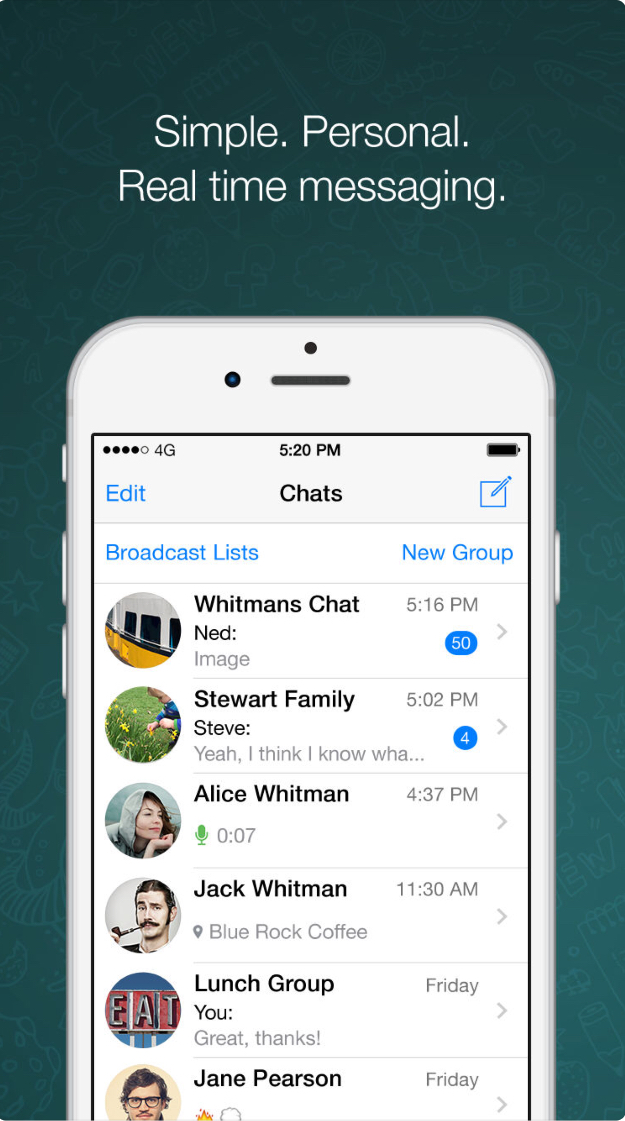 Simple. Personal.
Real time messaging.
4G 5:20 PM
Edit Chats
Broadcast Lists New Group
Whitmans Chat 5:16 PM
Ned: 50
Image
Stewart Family 5:02 PM
Steve: 4
Yeah, I think I know wha...
Alice Whitman 4:37 PM
0:07
Jack Whitman 11:30 AM
Blue Rock Coffee
Lunch Group Friday
EAT
You:
Great, thanks!
Jane Pearson Friday